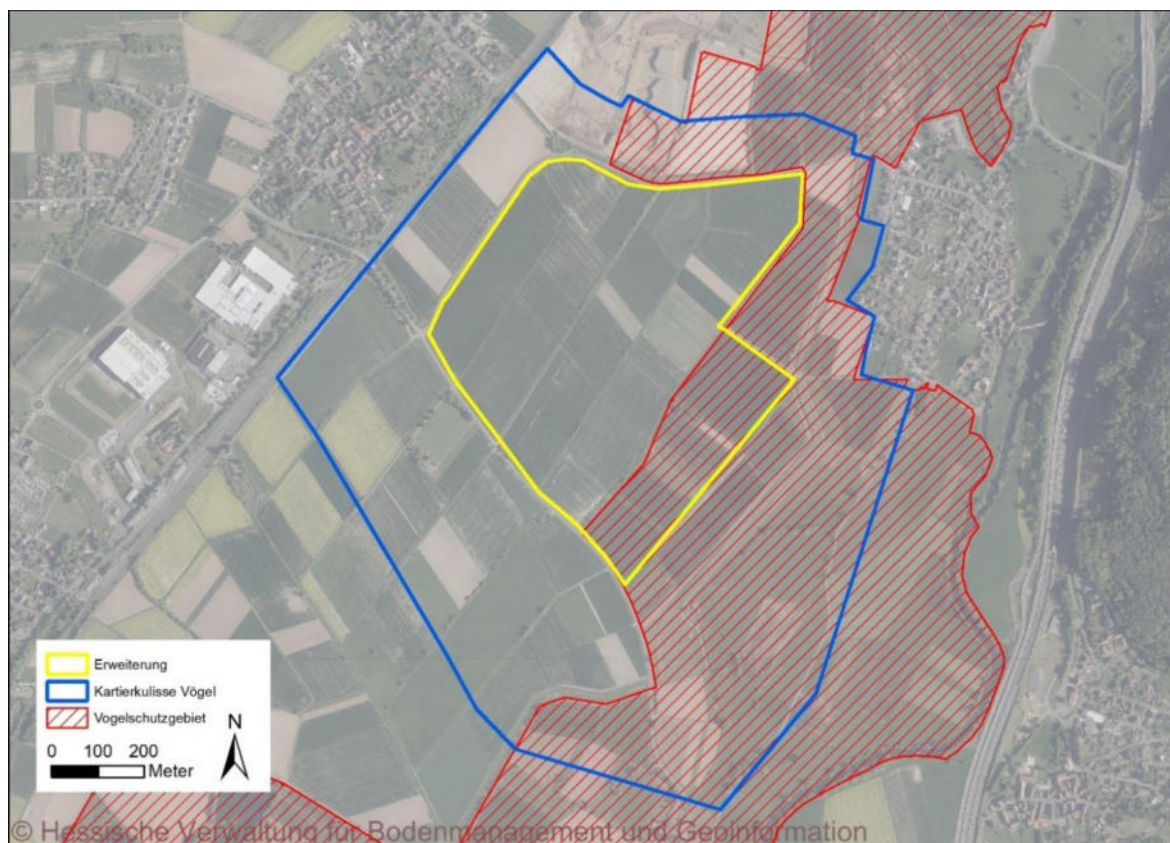 Erweiterung
Kartierkulisse Vögel
Vogelschutzgebiet
N
0 100 200
Meter
© Hessische Verwaltung für Bodenmanagement und Geoinformation